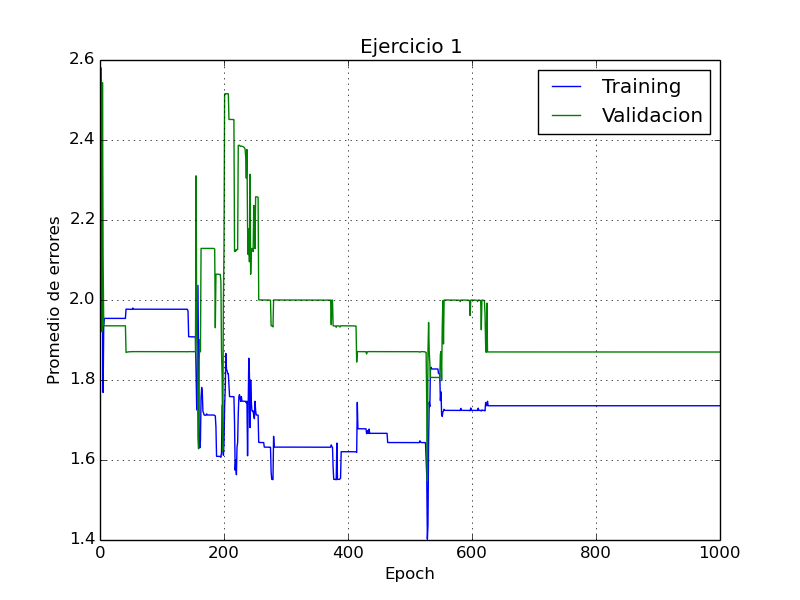 Ejercicio 1
Training
Validacion
Promedio de errores
2.6
2.4
2.2
2.0
1.8
1.6
1.4
0 200 400 600 800 1000
Epoch